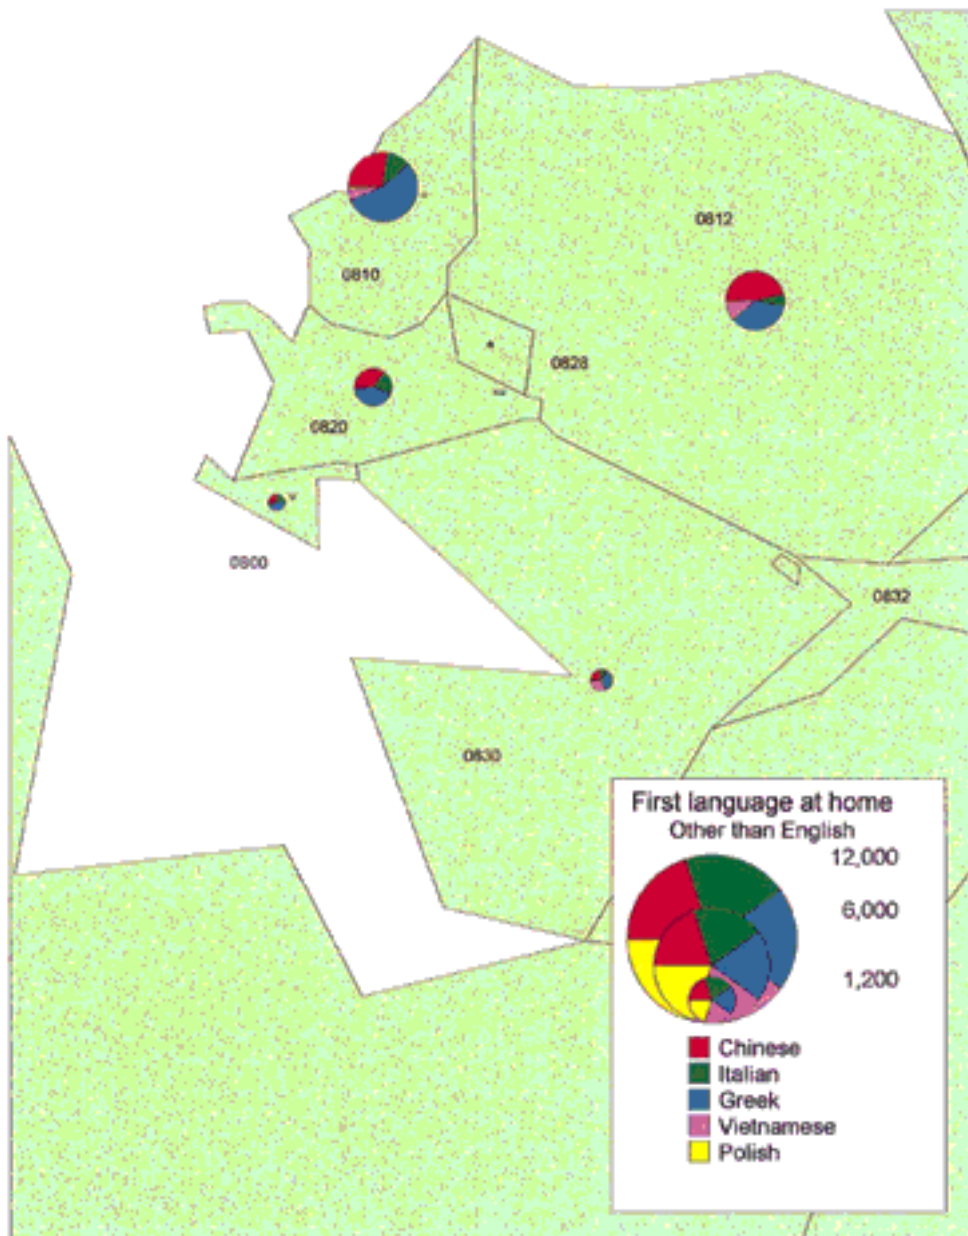 0812
0810
0828
0820
0800
0832
0830
First language at home
Other than English
12,000
6,000
1,200
Chinese
Italian
Greek
Vietnamese
Polish